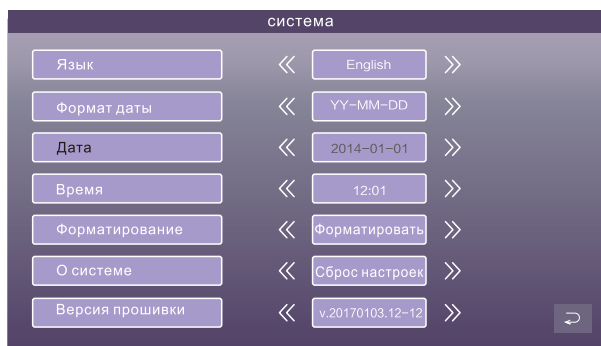 система
Язык English
Формат даты YY-MM-DD
Дата 2014-01-01
Время 12:01
Форматирование Форматировать
О системе Сброс настроек
Версия прошивки v.20170103.12-12